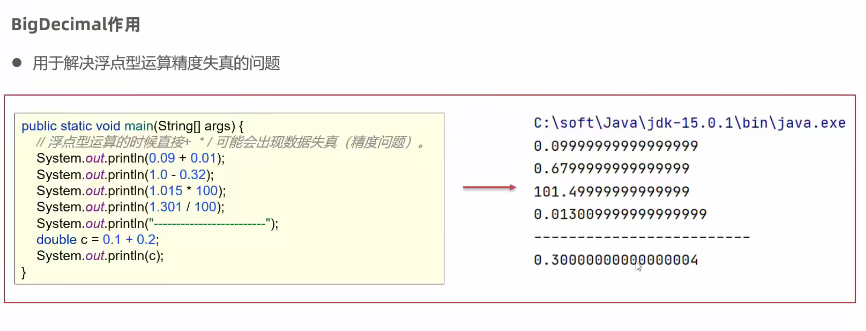 BigDecimal作用
● 用于解决浮点型运算精度失真的问题
public static void main(String[] args) {
// 浮点型运算的时候直接+ * / 可能会出现数据失真（精度问题）。
System.out.println(0.09 + 0.01);
System.out.println(1.0 - 0.32);
System.out.println(1.015 * 100);
System.out.println(1.301 / 100);
System.out.println("-------------------------");
double c = 0.1 + 0.2;
System.out.println(c);
}
C:\soft\Java\jdk-15.0.1\bin\java.exe
0.09999999999999999
0.6799999999999999
101.49999999999999
0.013009999999999999
-------------------------
0.30000000000000004